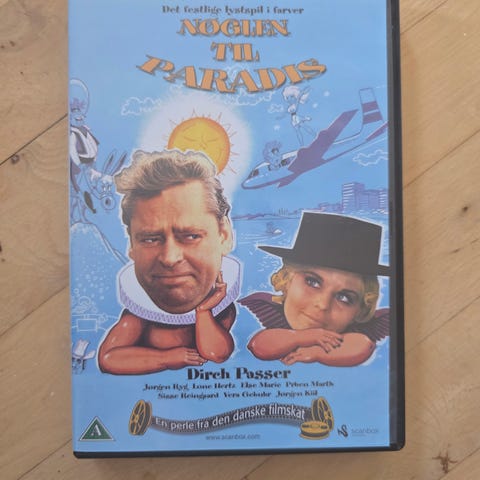 Det festlige lystspil i farver
NØGLEN
TIL
PARADIS
Dirch Passer
Jørgen Ryg Lone Hertz Else Marie Preben Mørth
Sisse Reingaard Vera Gebuhr Jørgen Kiil
En perle fra den danske filmskat
A
www.scanbox.com
scanbox